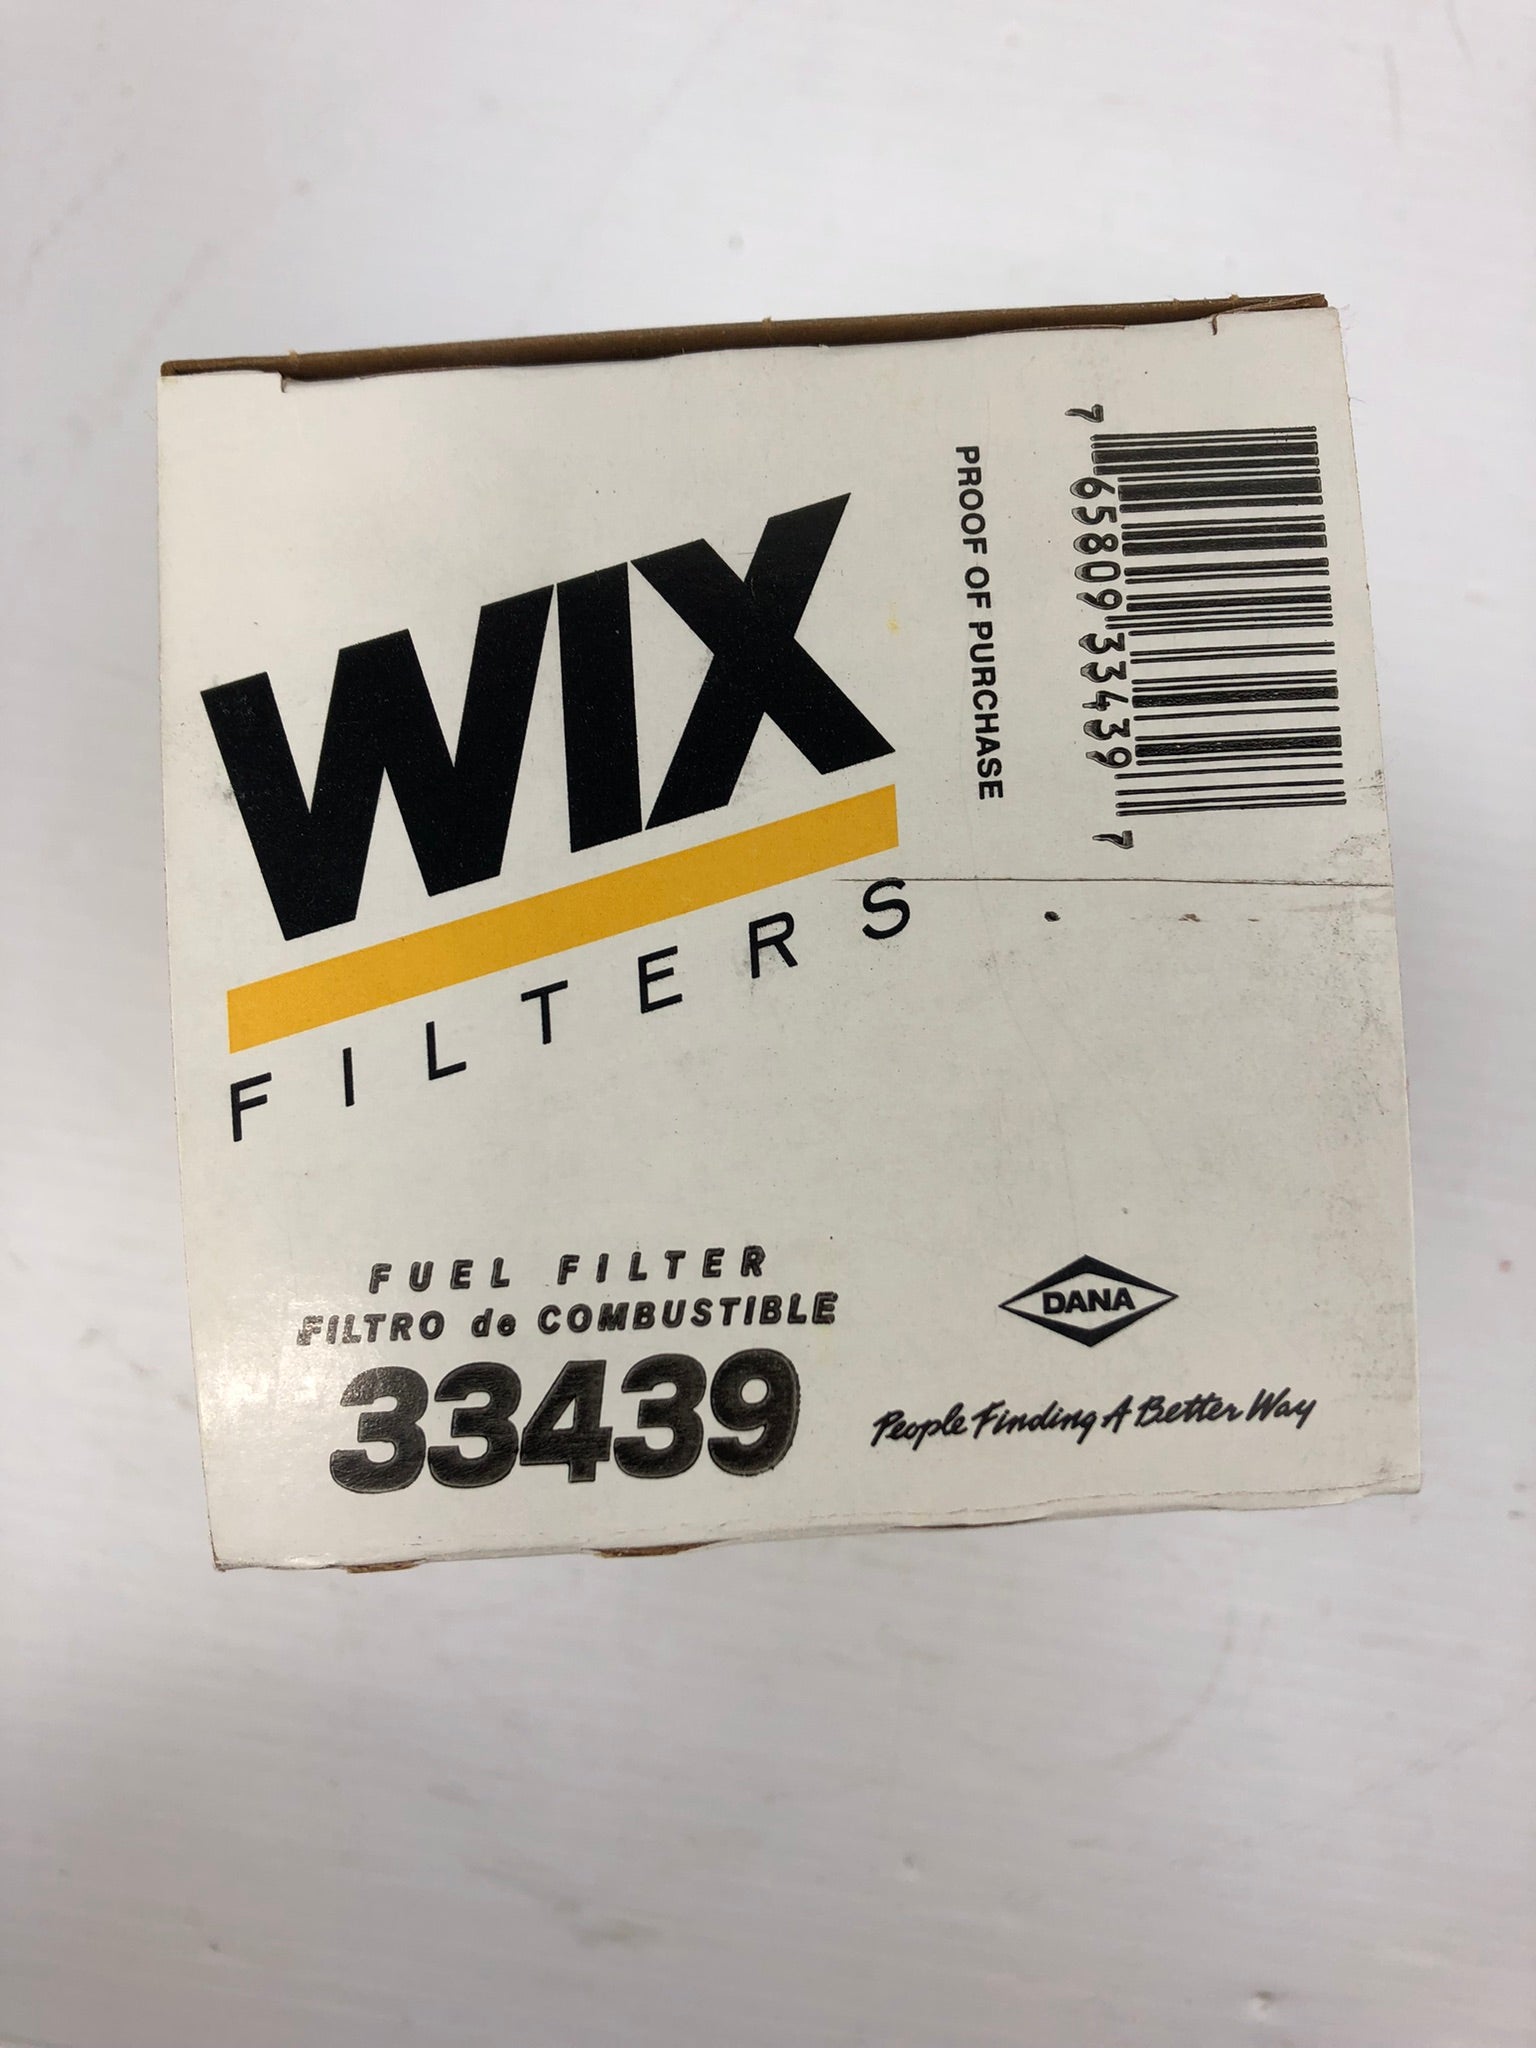 WIX
FILTERS
PROOF OF PURCHASE
7 65809 33439 7
FUEL FILTER
FILTRO de COMBUSTIBLE
33439
DANA
People Finding A Better Way